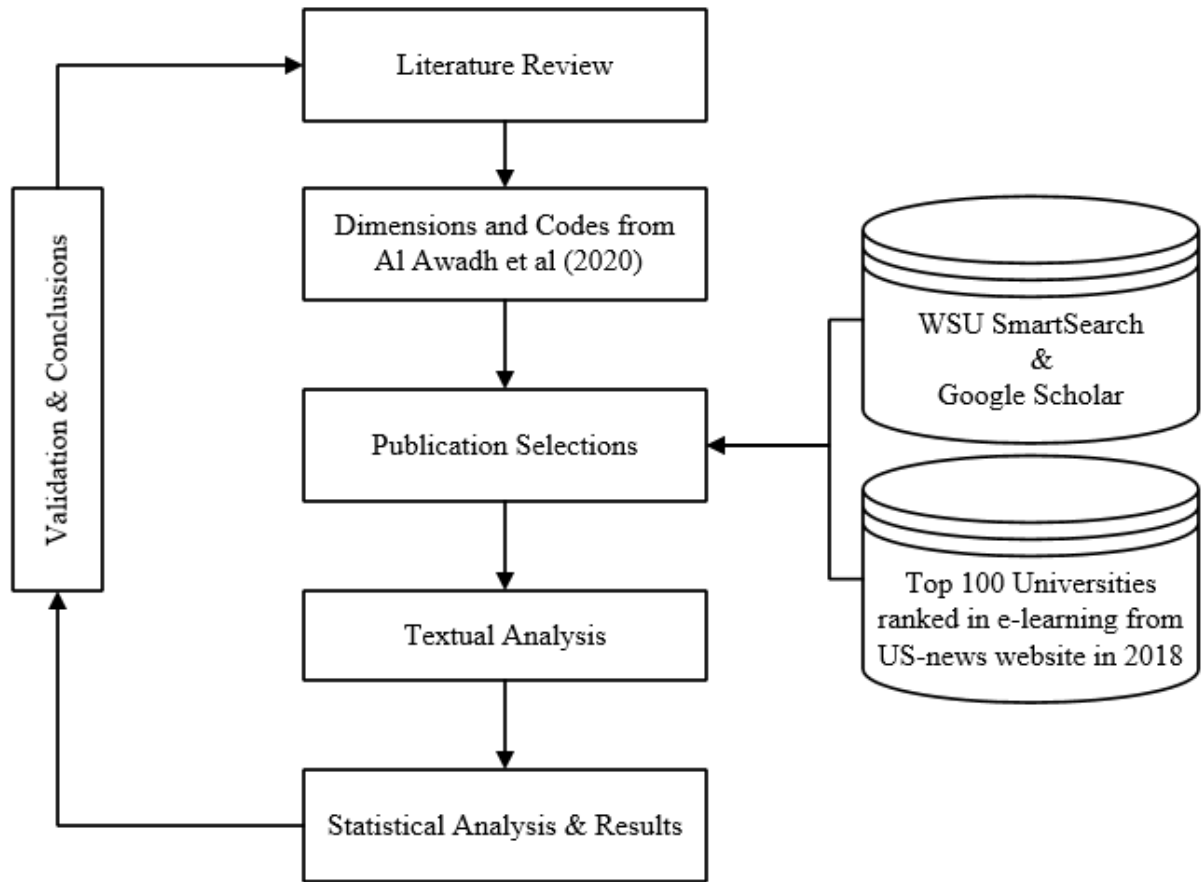 Literature Review
Dimensions and Codes from
Al Awadh et al (2020)
Publication Selections
Textual Analysis
Statistical Analysis & Results
Validation & Conclusions
WSU SmartSearch
&
Google Scholar
Top 100 Universities
ranked in e-learning from
US-news website in 2018